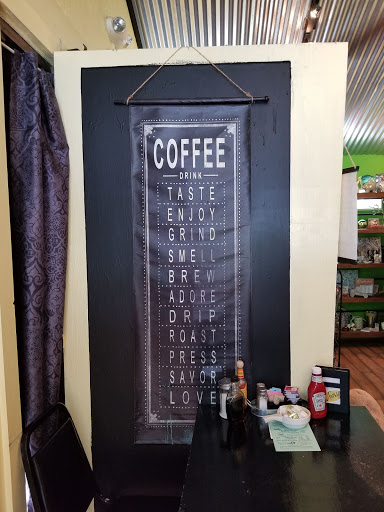 COFFEE
DRINK
TASTE
ENJOY
GRIND
SMELL
BREW
ADORE
DRIP
ROAST
PRESS
SAVOR
LOVE